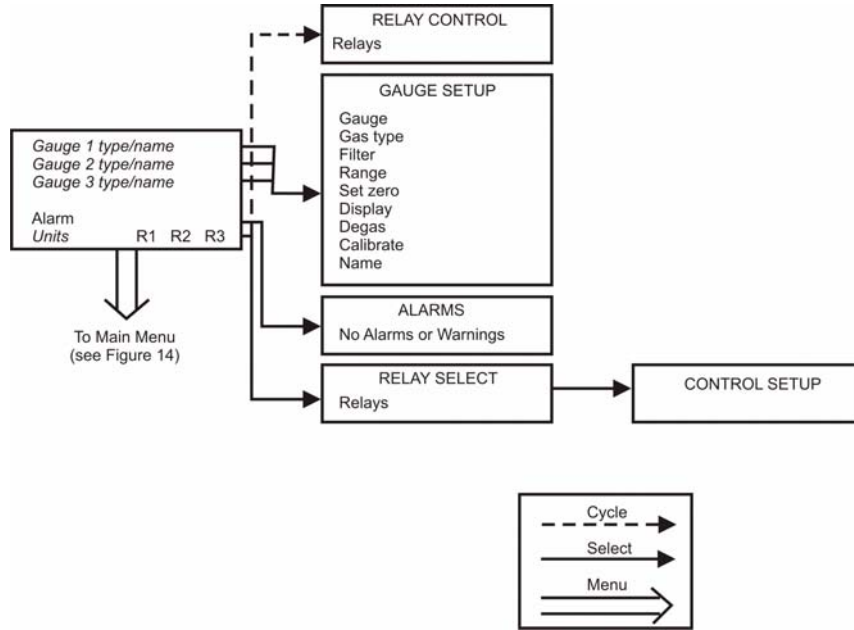 RELAY CONTROL
Relays
GAUGE SETUP
Gauge
Gas type
Filter
Range
Set zero
Display
Degas
Calibrate
Name
Gauge 1 type/name
Gauge 2 type/name
Gauge 3 type/name
Alarm
Units R1 R2 R3
To Main Menu
(see Figure 14)
ALARMS
No Alarms or Warnings
RELAY SELECT
Relays
CONTROL SETUP
Cycle
Select
Menu